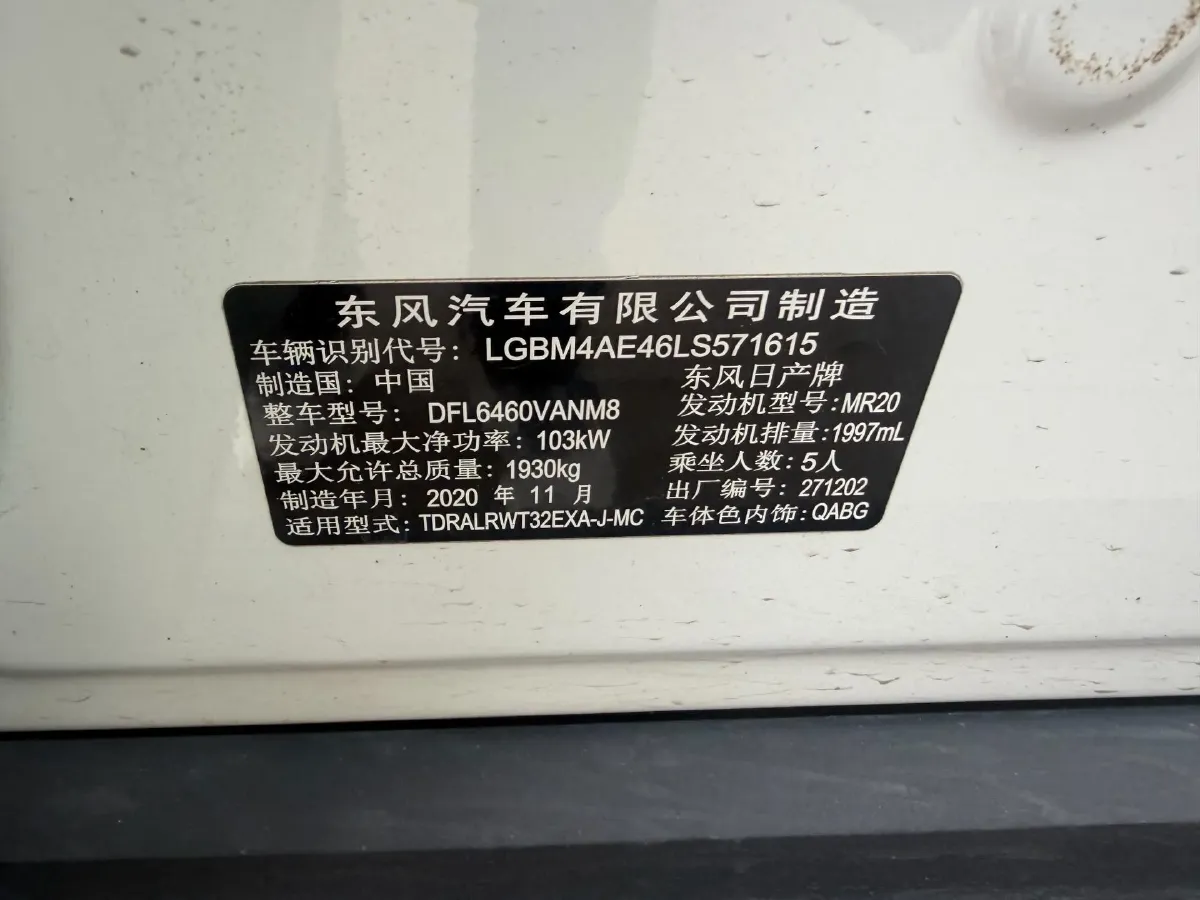 东风汽车有限公司制造
车辆识别代号: LGBM4AE46LS571615
制造国: 中国 东风日产牌
整车型号: DFL6460VANM8 发动机型号:MR20
发动机最大净功率: 103kW 发动机排量:1997mL
最大允许总质量: 1930kg 乘坐人数: 5人
制造年月: 2020 年 11 月 出厂编号: 271202
适用型式: TDRALRWT32EXA-J-MC 车体色内饰:QABG